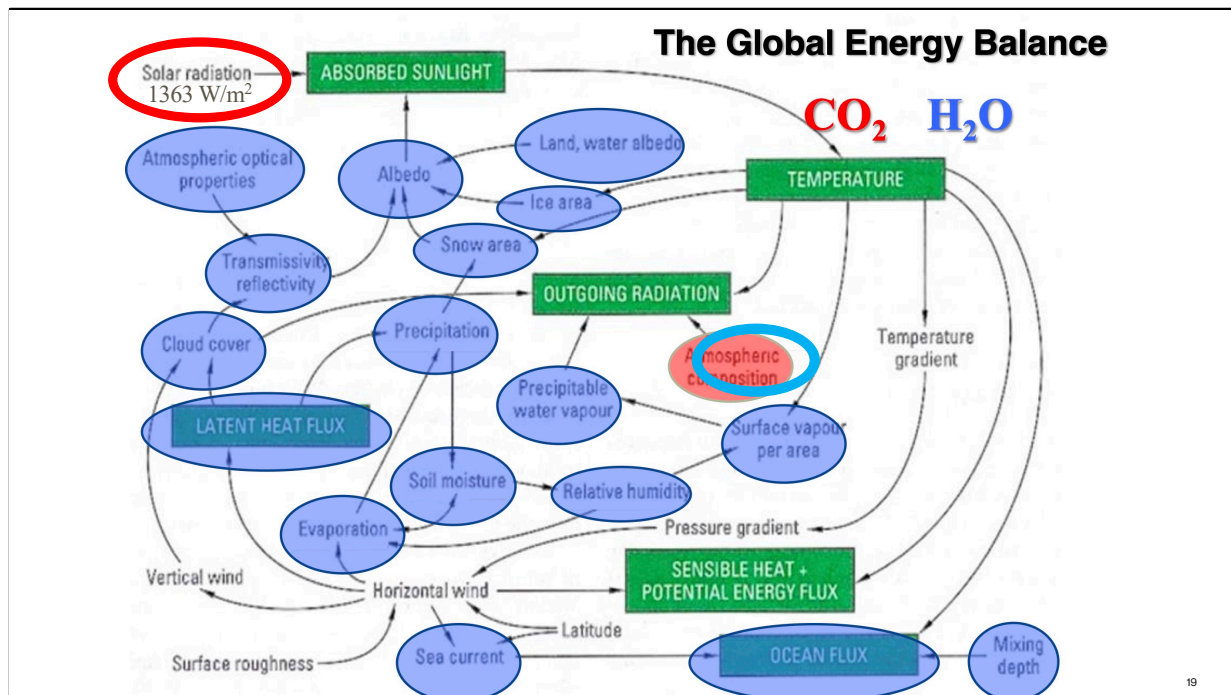 The Global Energy Balance
Solar radiation
1363 W/m²
ABSORBED SUNLIGHT
CO₂ H₂O
Atmospheric optical
properties
Albedo
Land, water albedo
TEMPERATURE
Ice area
Snow area
Transmissivity
reflectivity
OUTGOING RADIATION
Cloud cover
Precipitation
Atmospheric
composition
Temperature
gradient
Precipitable
water vapour
LATENT HEAT FLUX
Surface vapour
per area
Soil moisture
Relative humidity
Evaporation
Pressure gradient
Vertical wind
Horizontal wind
SENSIBLE HEAT +
POTENTIAL ENERGY FLUX
Latitude
Surface roughness
Sea current
OCEAN FLUX
Mixing
depth
19